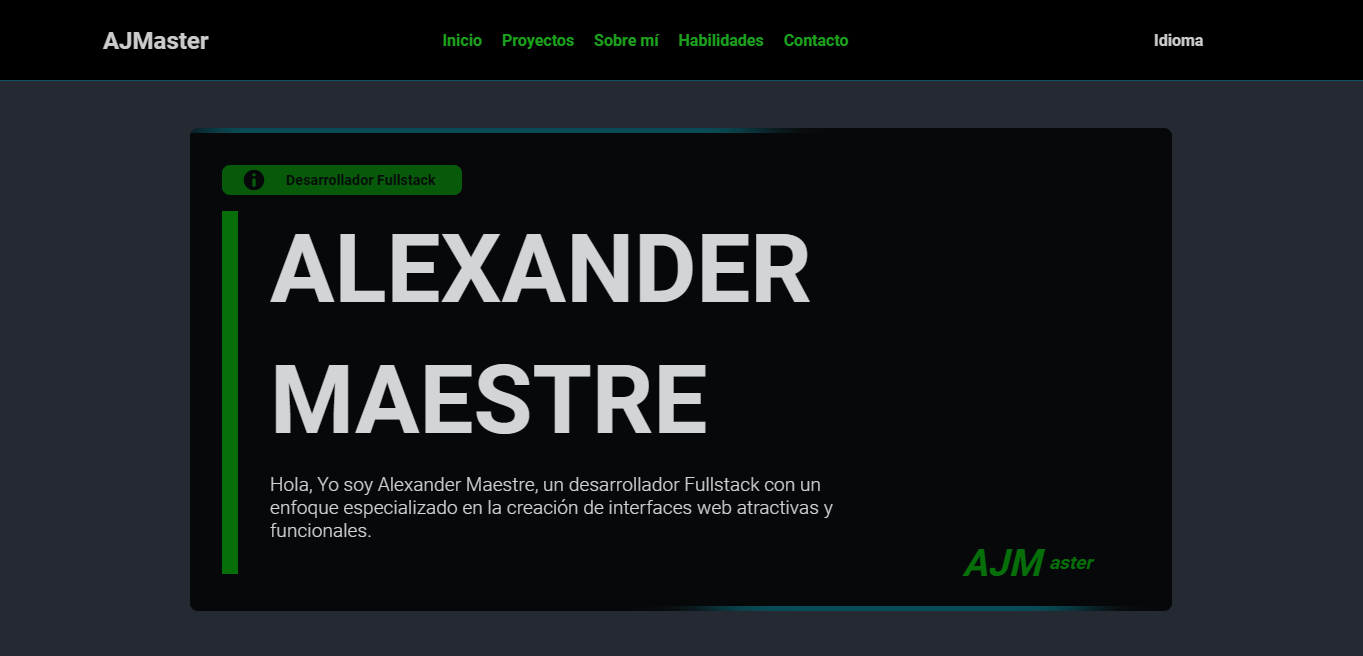 AJMaster
Inicio Proyectos Sobre mí Habilidades Contacto
Idioma
Desarrollador Fullstack
ALEXANDER
MAESTRE
Hola, Yo soy Alexander Maestre, un desarrollador Fullstack con un
enfoque especializado en la creación de interfaces web atractivas y
funcionales.
AJM aster